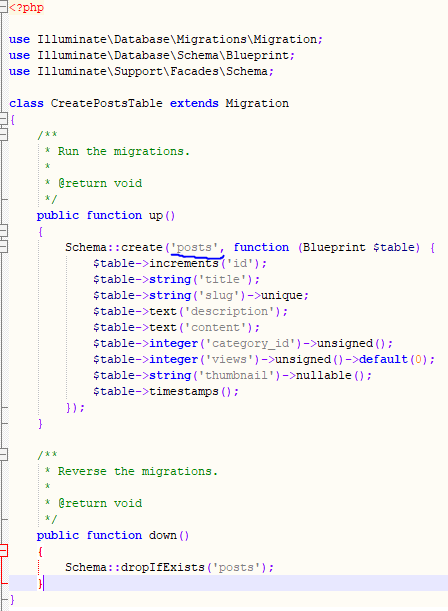 <?php
use Illuminate\Database\Migrations\Migration;
use Illuminate\Database\Schema\Blueprint;
use Illuminate\Support\Facades\Schema;
class CreatePostsTable extends Migration
{
/**
* Run the migrations.
*
* @return void
*/
public function up()
{
Schema::create('posts', function (Blueprint $table) {
$table->increments('id');
$table->string('title');
$table->string('slug')->unique;
$table->text('description');
$table->text('content');
$table->integer('category_id')->unsigned();
$table->integer('views')->unsigned()->default(0);
$table->string('thumbnail')->nullable();
$table->timestamps();
});
}
/**
* Reverse the migrations.
*
* @return void
*/
public function down()
{
Schema::dropIfExists('posts');
}
}